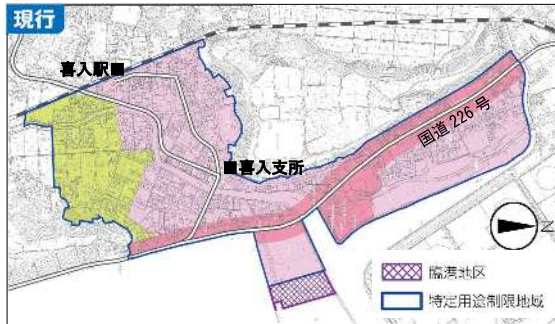 現行
喜入駅■
■喜入支所
国道226号
N
臨港地区
特定用途制限地域